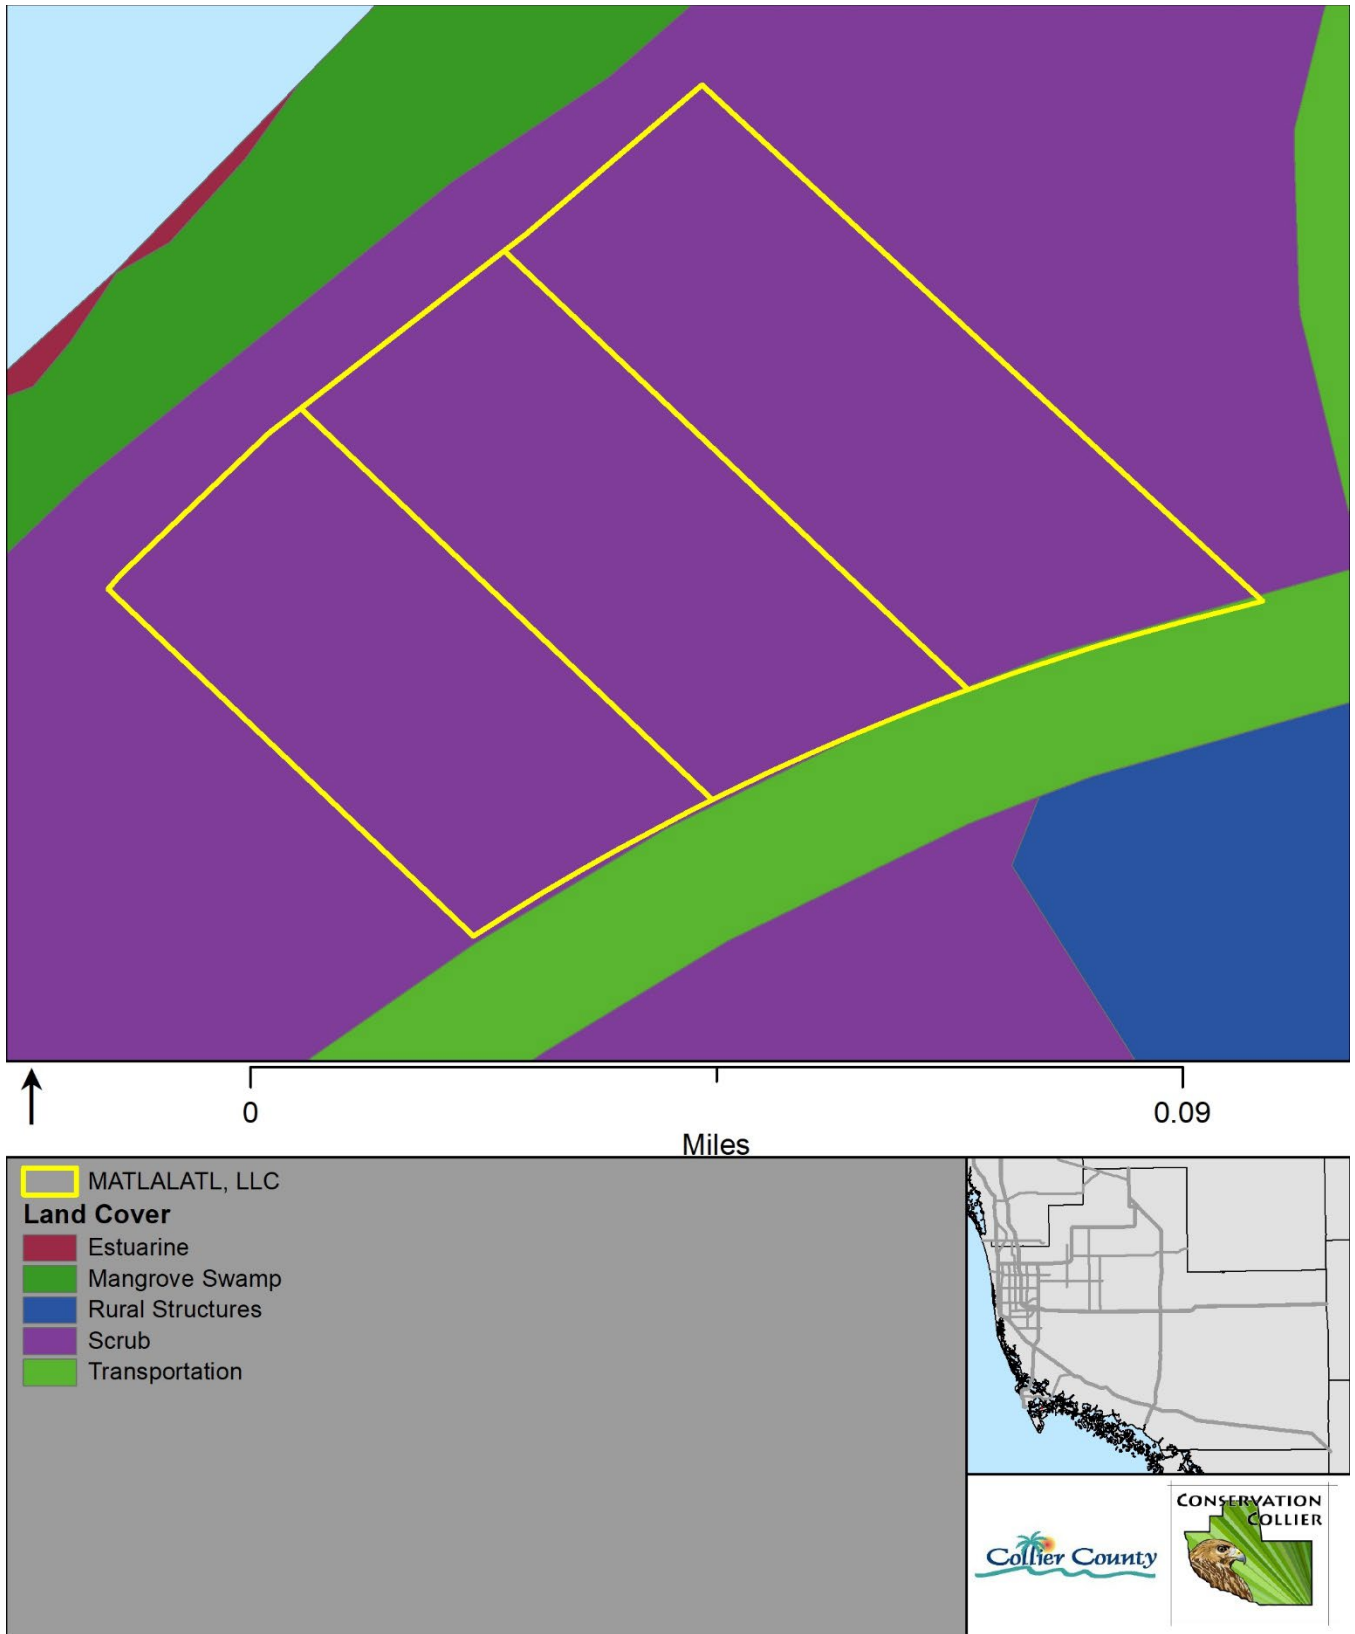 0
0.09
Miles
MATLALATL, LLC
Land Cover
Estuarine
Mangrove Swamp
Rural Structures
Scrub
Transportation
CONSERVATION
COLLIER
Collier County